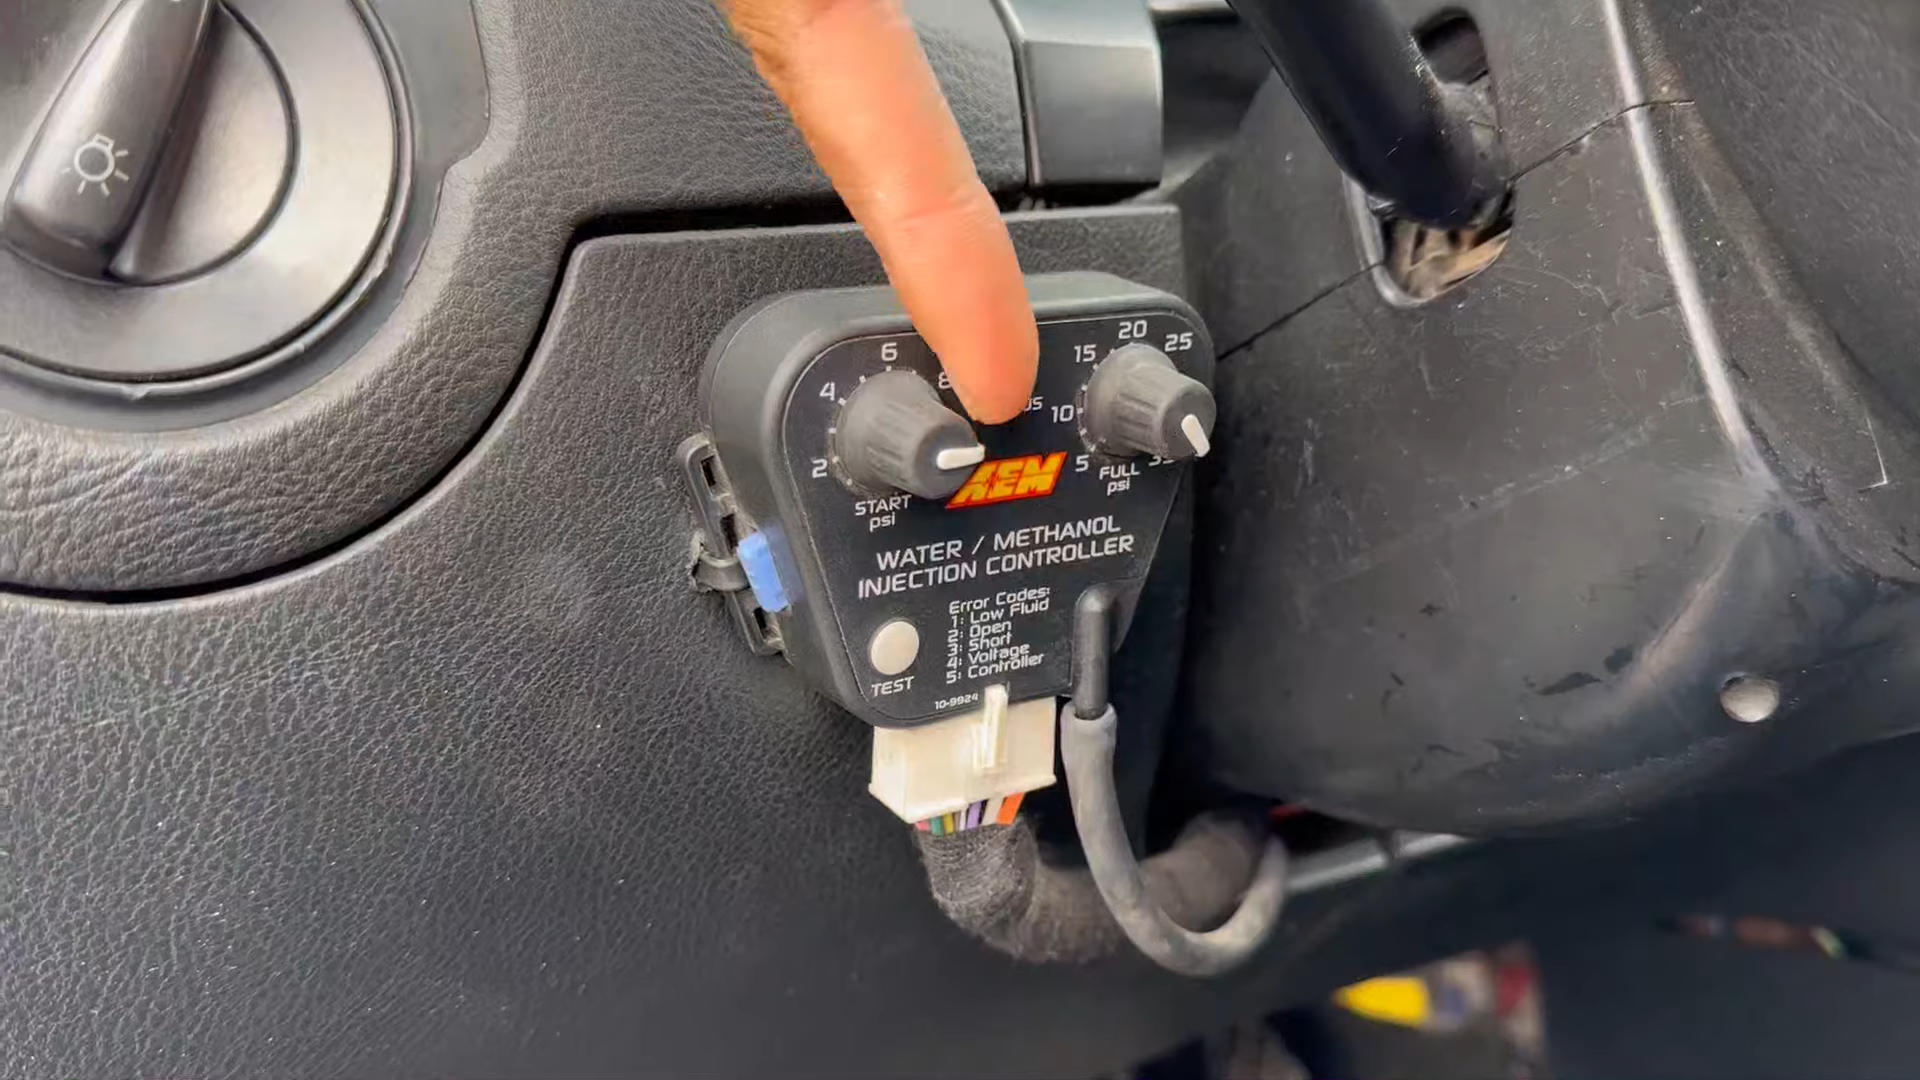 6
4
2
START
psi
20
15
25
10
5
FULL
psi
AEM
WATER / METHANOL
INJECTION CONTROLLER
Error Codes:
1: Low Fluid
2: Open
3: Short
4: Voltage
5: Controller
TEST
10-9924